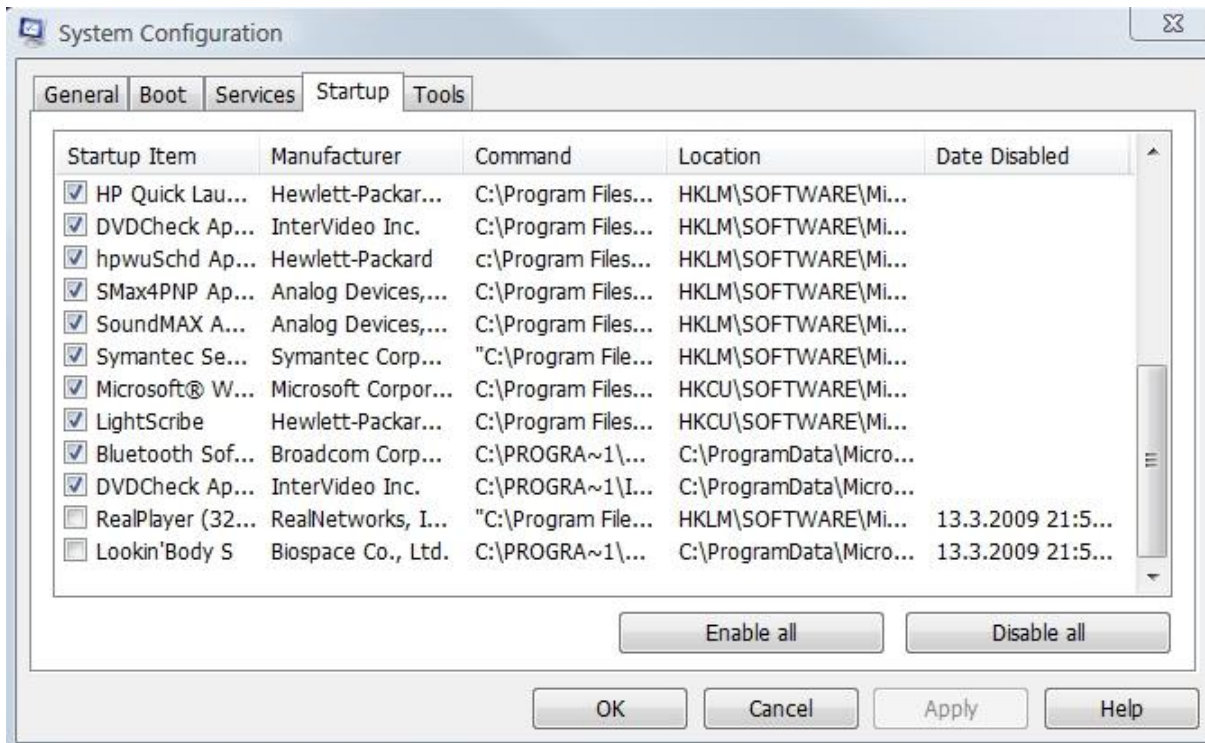 System Configuration
General Boot Services Startup Tools
Startup Item Manufacturer Command Location Date Disabled
HP Quick Lau... Hewlett-Packar... C:\Program Files... HKLM\SOFTWARE\Mi...
DVDCheck Ap... InterVideo Inc. C:\Program Files... HKLM\SOFTWARE\Mi...
hpwuSchd Ap... Hewlett-Packard c:\Program Files... HKLM\SOFTWARE\Mi...
SMax4PNP Ap... Analog Devices,... C:\Program Files... HKLM\SOFTWARE\Mi...
SoundMAX A... Analog Devices,... C:\Program Files... HKLM\SOFTWARE\Mi...
Symantec Se... Symantec Corp... "C:\Program File... HKLM\SOFTWARE\Mi...
Microsoft® W... Microsoft Corpor... C:\Program Files... HKCU\SOFTWARE\Mi...
LightScribe Hewlett-Packar... C:\Program Files... HKCU\SOFTWARE\Mi...
Bluetooth Sof... Broadcom Corp... C:\PROGRA~1\... C:\ProgramData\Micro...
DVDCheck Ap... InterVideo Inc. C:\PROGRA~1\I... C:\ProgramData\Micro...
RealPlayer (32... RealNetworks, I... "C:\Program File... HKLM\SOFTWARE\Mi... 13.3.2009 21:5...
Lookin'Body S Biospace Co., Ltd. C:\PROGRA~1\... C:\ProgramData\Micro... 13.3.2009 21:5...
Enable all Disable all
OK Cancel Apply Help